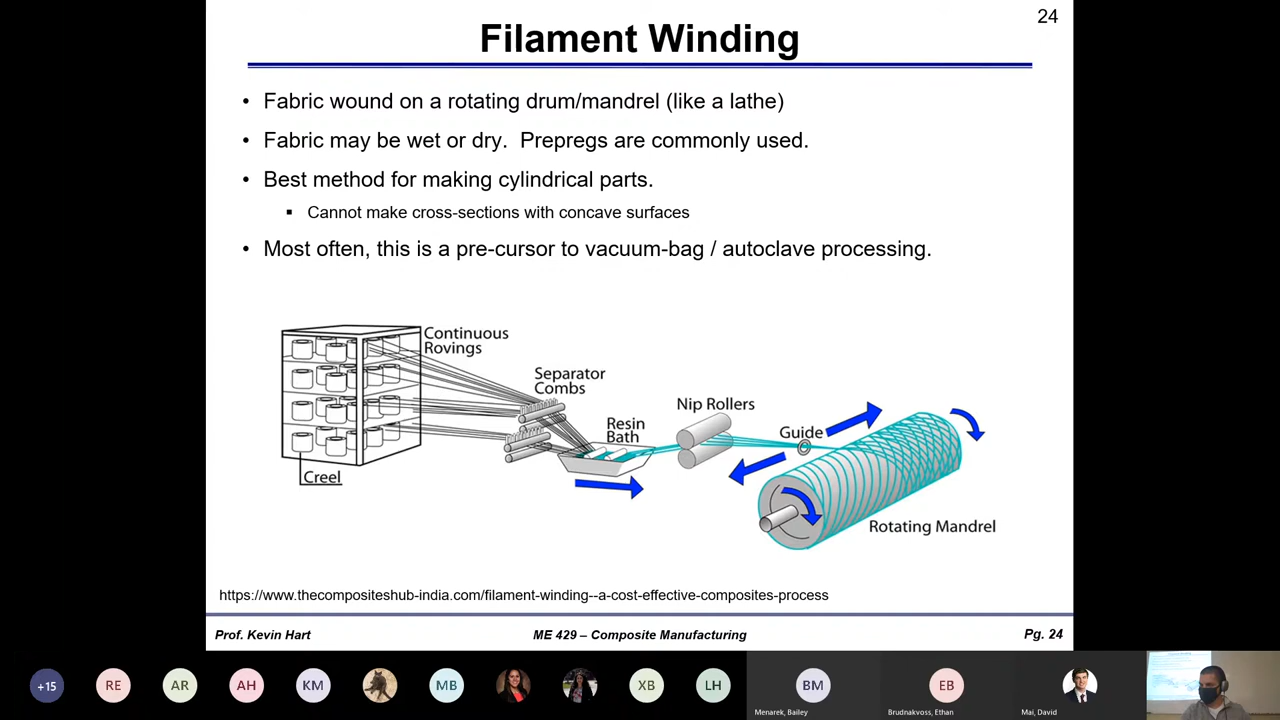 24
Filament Winding
• Fabric wound on a rotating drum/mandrel (like a lathe)
• Fabric may be wet or dry.  Prepregs are commonly used.
• Best method for making cylindrical parts.
▪ Cannot make cross-sections with concave surfaces
• Most often, this is a pre-cursor to vacuum-bag / autoclave processing.
Continuous
Rovings
Separator
Combs
Resin
Bath
Nip Rollers
Guide
Creel
Rotating Mandrel
https://www.thecompositeshub-india.com/filament-winding--a-cost-effective-composites-process
Prof. Kevin Hart
ME 429 – Composite Manufacturing
Pg. 24
+15
RE
AR
AH
KM
MB
XB
LH
BM
EB
Menarek, Bailey
Brudnakvoss, Ethan
Mai, David